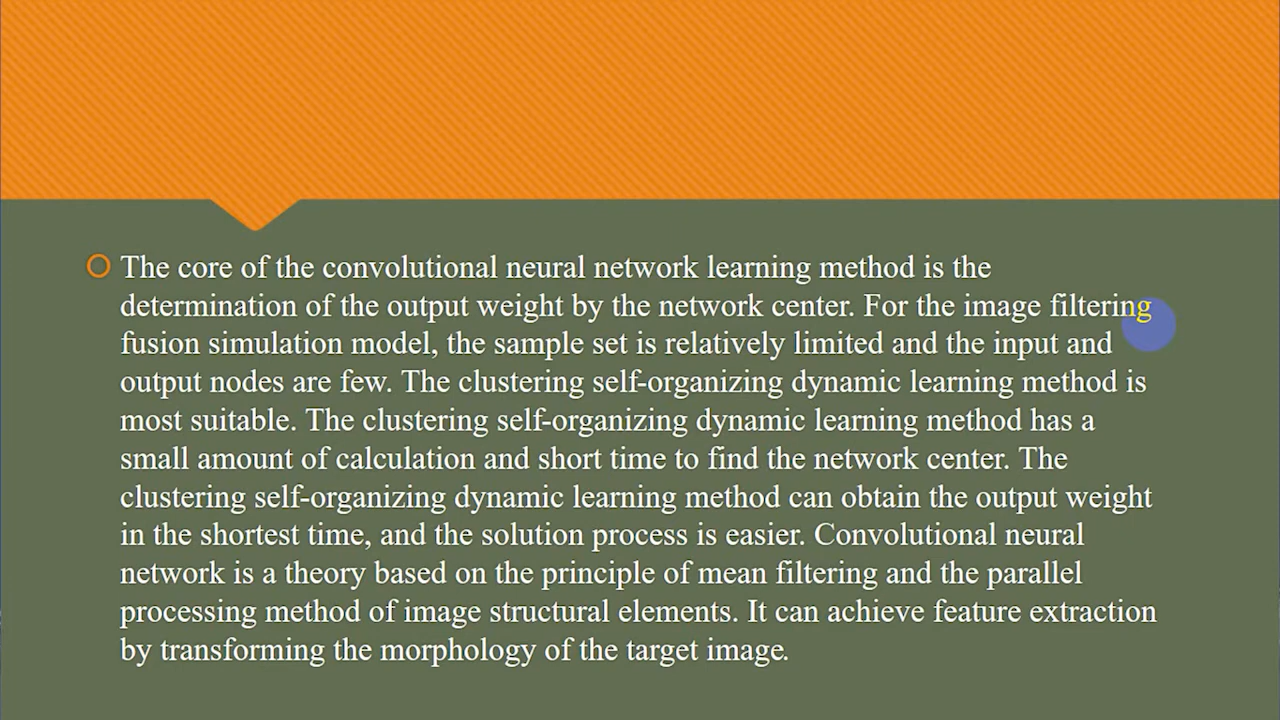 The core of the convolutional neural network learning method is the
determination of the output weight by the network center. For the image filtering
fusion simulation model, the sample set is relatively limited and the input and
output nodes are few. The clustering self-organizing dynamic learning method is
most suitable. The clustering self-organizing dynamic learning method has a
small amount of calculation and short time to find the network center. The
clustering self-organizing dynamic learning method can obtain the output weight
in the shortest time, and the solution process is easier. Convolutional neural
network is a theory based on the principle of mean filtering and the parallel
processing method of image structural elements. It can achieve feature extraction
by transforming the morphology of the target image.